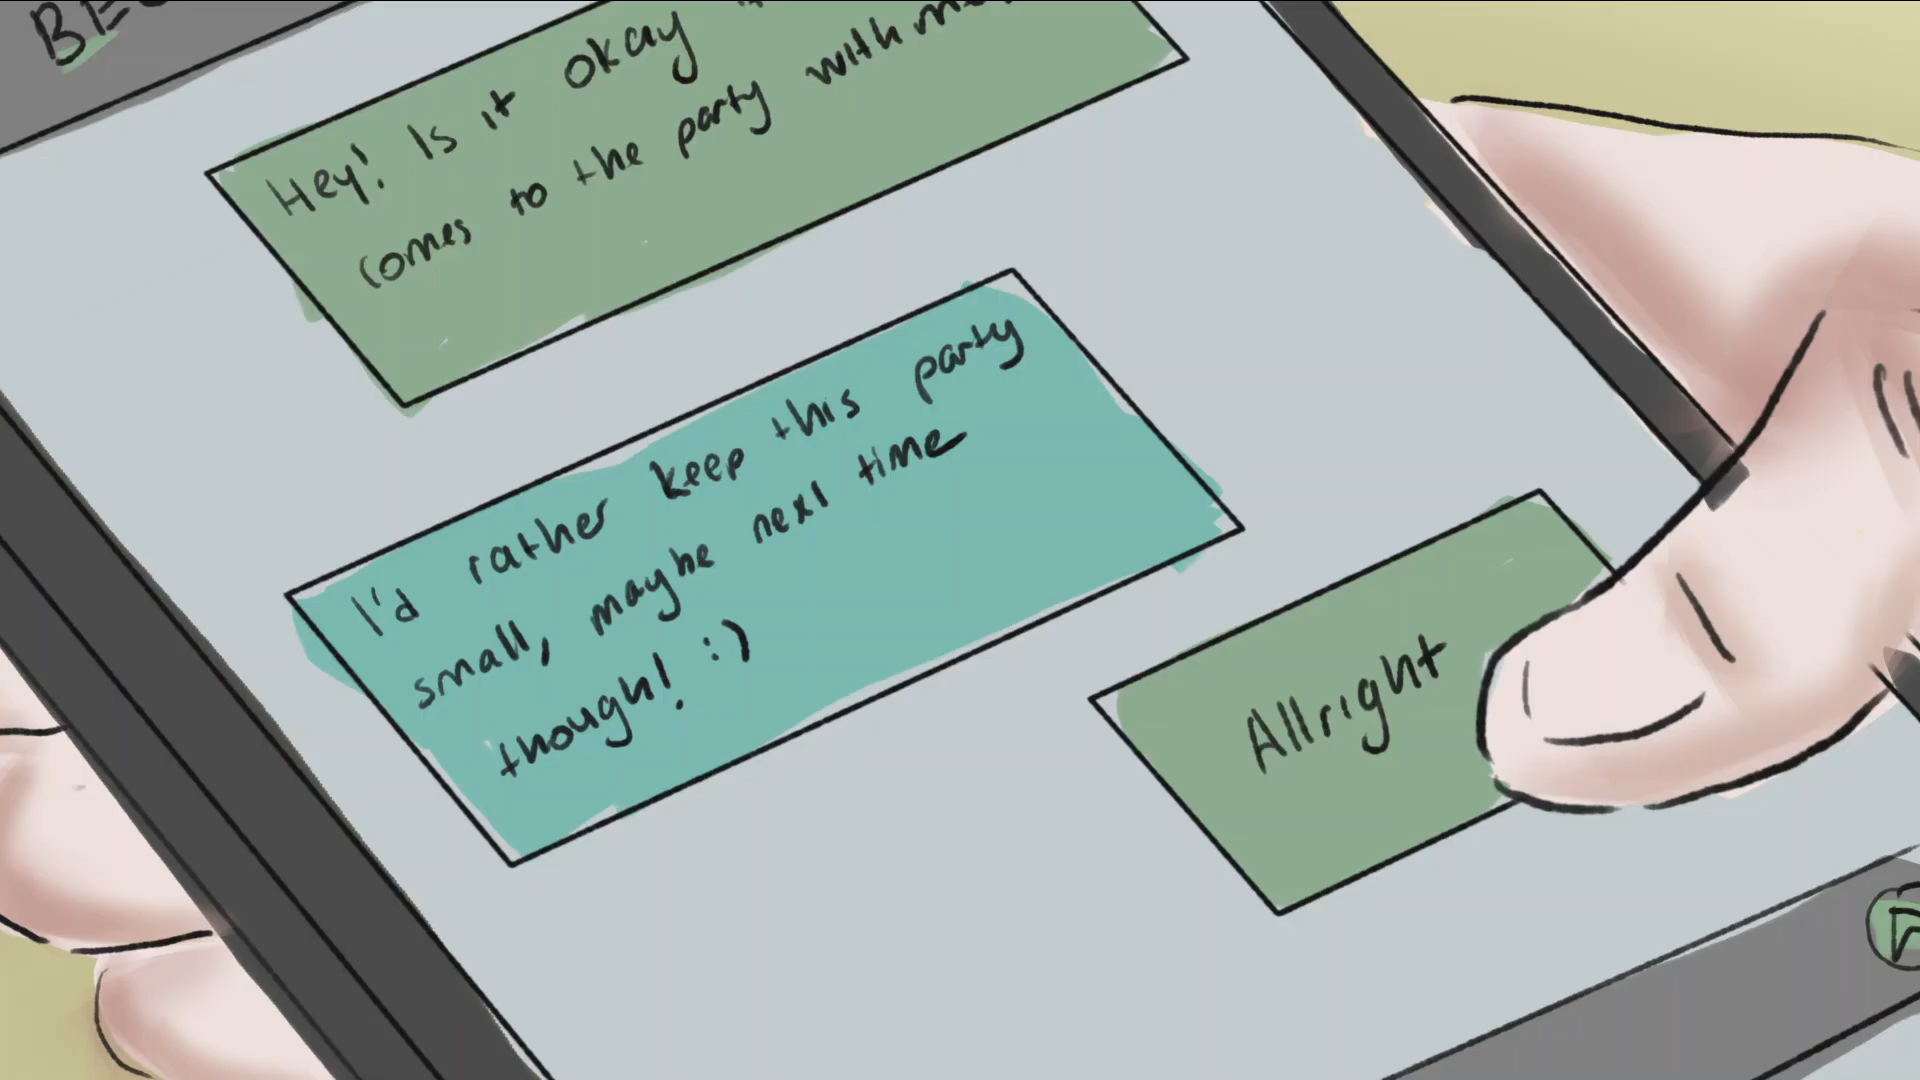 Hey! Is it okay
comes to the party with
I'd rather keep this party
small, maybe next time
though! :)
Allright